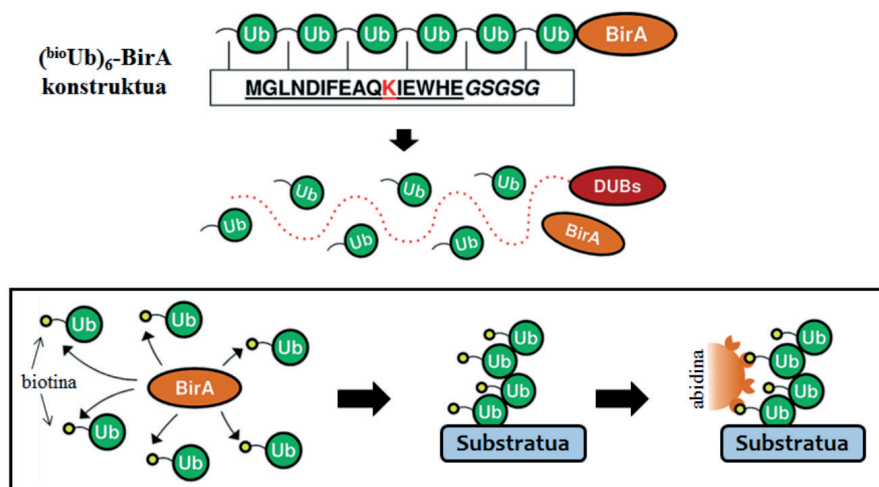 (bioUb)6-BirA
konstruktua
Ub Ub Ub Ub Ub Ub BirA
MGLNDIFEAQKIEWHEGSGSG
Ub Ub Ub Ub Ub Ub DUBs
BirA
Ub Ub Ub Ub Ub Ub
biotina
BirA
Ub Ub Ub Ub
Substratua
abidina
Ub Ub Ub Ub
Substratua